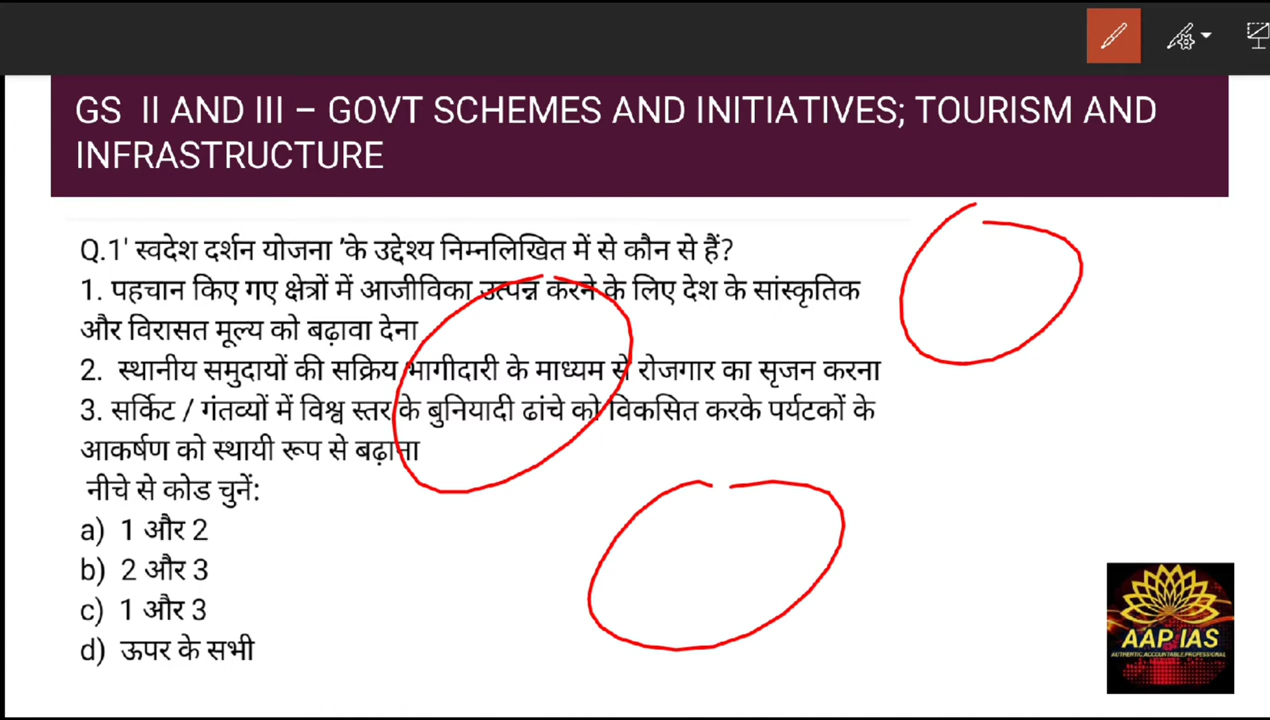 GS II AND III – GOVT SCHEMES AND INITIATIVES; TOURISM AND
INFRASTRUCTURE
Q.1' स्वदेश दर्शन योजना 'के उद्देश्य निम्नलिखित में से कौन से हैं?
1. पहचान किए गए क्षेत्रों में आजीविका उत्पन्न करने के लिए देश के सांस्कृतिक
और विरासत मूल्य को बढ़ावा देना
2. स्थानीय समुदायों की सक्रिय भागीदारी के माध्यम से रोजगार का सृजन करना
3. सर्किट / गंतव्यों में विश्व स्तर के बुनियादी ढांचे को विकसित करके पर्यटकों के
आकर्षण को स्थायी रूप से बढ़ाना
नीचे से कोड चुनें:
a) 1 और 2
b) 2 और 3
c) 1 और 3
d) ऊपर के सभी
AAP IAS
AUTHENTIC.ACCOUNTABLE.PROFESSIONAL